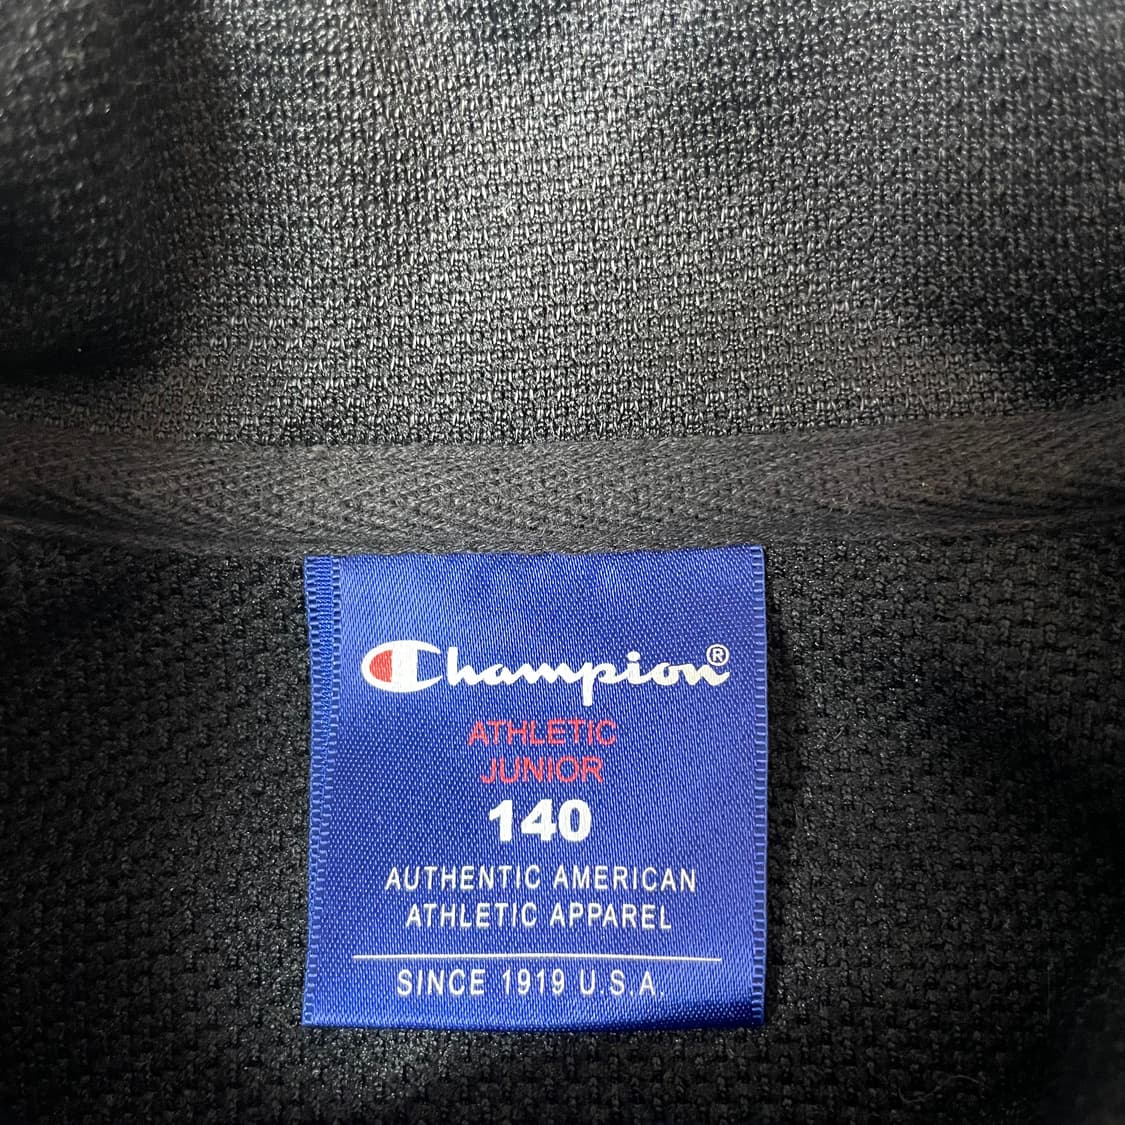 Champion®
ATHLETIC
JUNIOR
140
AUTHENTIC AMERICAN
ATHLETIC APPAREL
SINCE 1919 U.S.A.